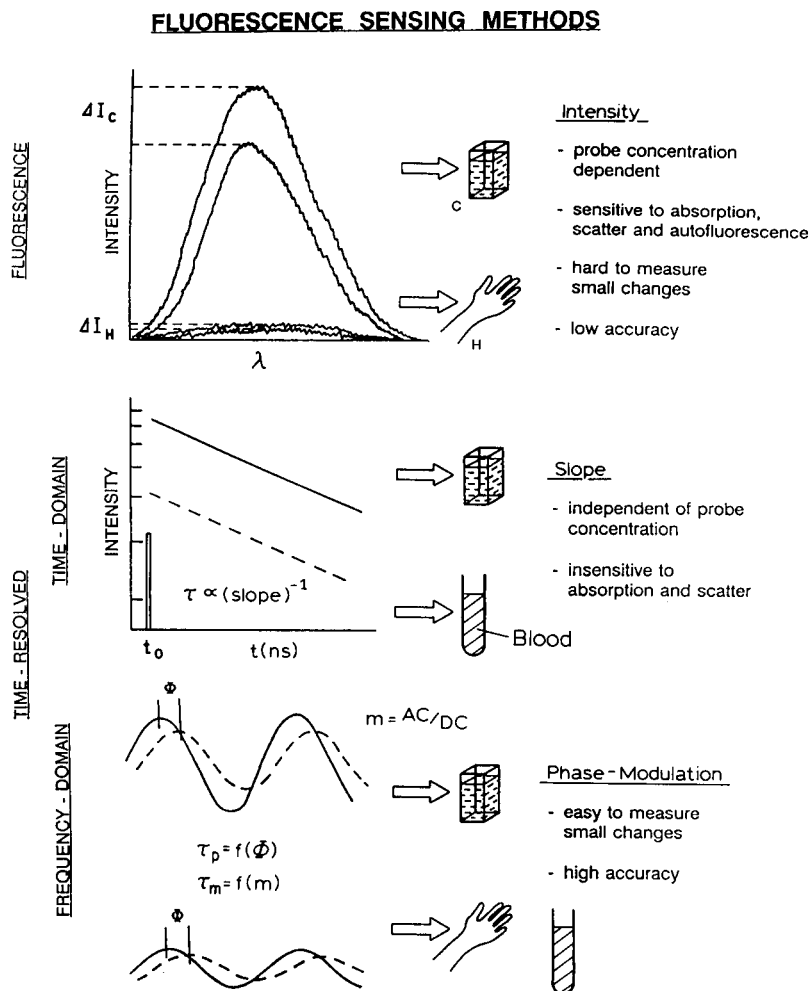 FLUORESCENCE SENSING METHODS
FLUORESCENCE
INTENSITY
ΔI_C
ΔI_H
λ
C
H
Intensity
- probe concentration
dependent
- sensitive to absorption,
scatter and autofluorescence
- hard to measure
small changes
- low accuracy
TIME-RESOLVED
TIME-DOMAIN
INTENSITY
τ ∝ (slope)⁻¹
t₀
t(ns)
Blood
Slope
- independent of probe
concentration
- insensitive to
absorption and scatter
FREQUENCY-DOMAIN
Φ
m = AC/DC
τ_p = f(Φ)
τ_m = f(m)
Φ
Phase-Modulation
- easy to measure
small changes
- high accuracy